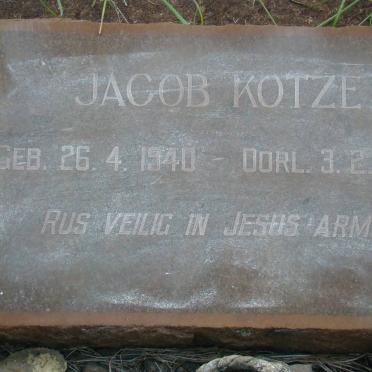 JACOB KOTZE
GEB. 26. 4. 1940 - OORL. 3. 2.
RUS VEILIG IN JESUS ARM